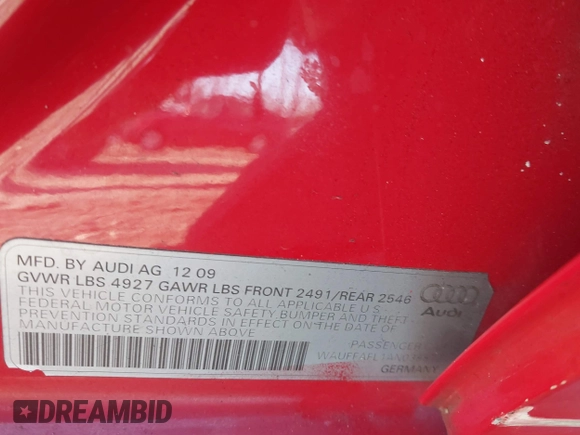 MFD. BY AUDI AG 12 09
GVWR LBS 4927 GAWR LBS FRONT 2491/REAR 2546
THIS VEHICLE CONFORMS TO ALL APPLICABLE U S
FEDERAL MOTOR VEHICLE SAFETY,BUMPER AND THEFT
PREVENTION STANDARDS IN EFFECT ON THE DATE OF
MANUFACTURE SHOWN ABOVE
Audi
PASSENGER
GERMANY
DREAMBID